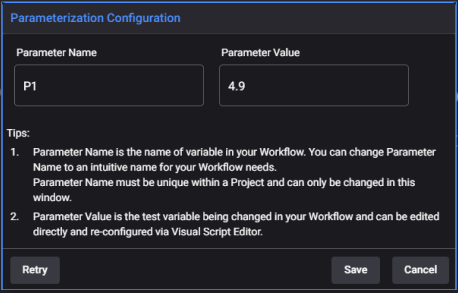 Parameterization Configuration
Parameter Name Parameter Value
P1 4.9
Tips:
1. Parameter Name is the name of variable in your Workflow. You can change Parameter
Name to an intuitive name for your Workflow needs.
Parameter Name must be unique within a Project and can only be changed in this
window.
2. Parameter Value is the test variable being changed in your Workflow and can be edited
directly and re-configured via Visual Script Editor.
Retry Save Cancel